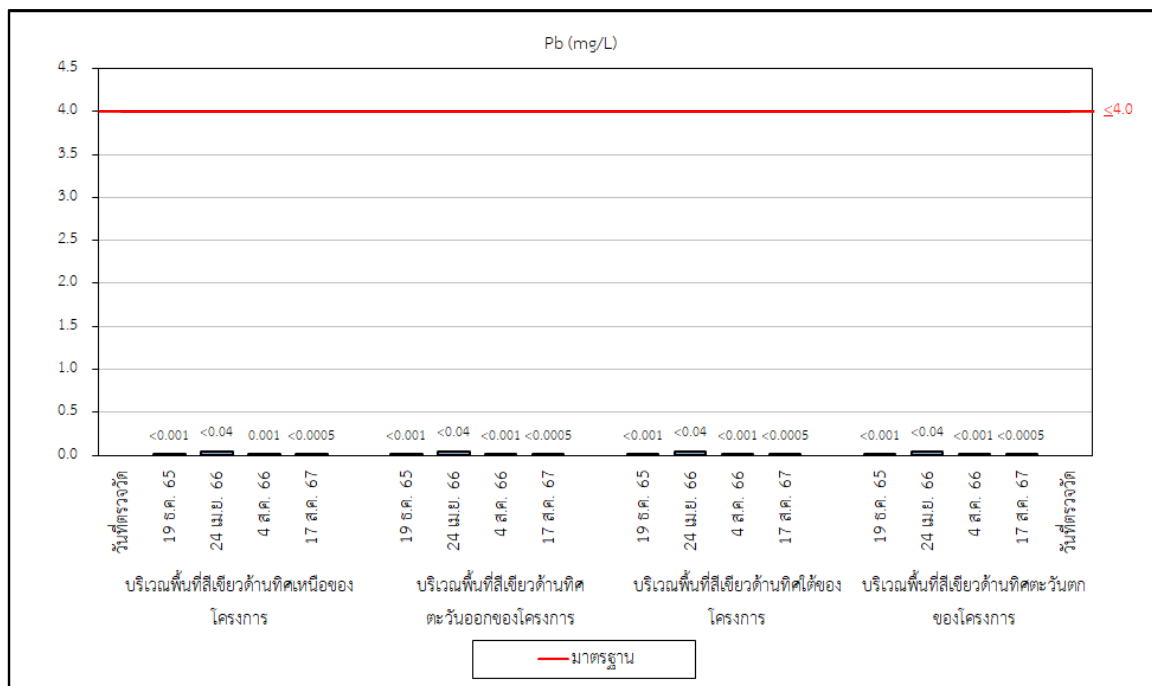 Pb (mg/L)
4.5
4.0
≤4.0
3.5
3.0
2.5
2.0
1.5
1.0
0.5
0.0
<0.001 <0.04 0.001 <0.0005 <0.001 <0.04 <0.001 <0.0005 <0.001 <0.04 <0.001 <0.0005 <0.001 <0.04 <0.001 <0.0005
วันที่ตรวจวัด
19 ธ.ค. 65
24 เม.ย. 66
4 ส.ค. 66
17 ส.ค. 67
19 ธ.ค. 65
24 เม.ย. 66
4 ส.ค. 66
17 ส.ค. 67
19 ธ.ค. 65
24 เม.ย. 66
4 ส.ค. 66
17 ส.ค. 67
19 ธ.ค. 65
24 เม.ย. 66
4 ส.ค. 66
17 ส.ค. 67
วันที่ตรวจวัด
บริเวณพื้นที่สีเขียวด้านทิศเหนือของ
โครงการ
บริเวณพื้นที่สีเขียวด้านทิศ
ตะวันออกของโครงการ
บริเวณพื้นที่สีเขียวด้านทิศใต้ของ
โครงการ
บริเวณพื้นที่สีเขียวด้านทิศตะวันตก
ของโครงการ
มาตรฐาน